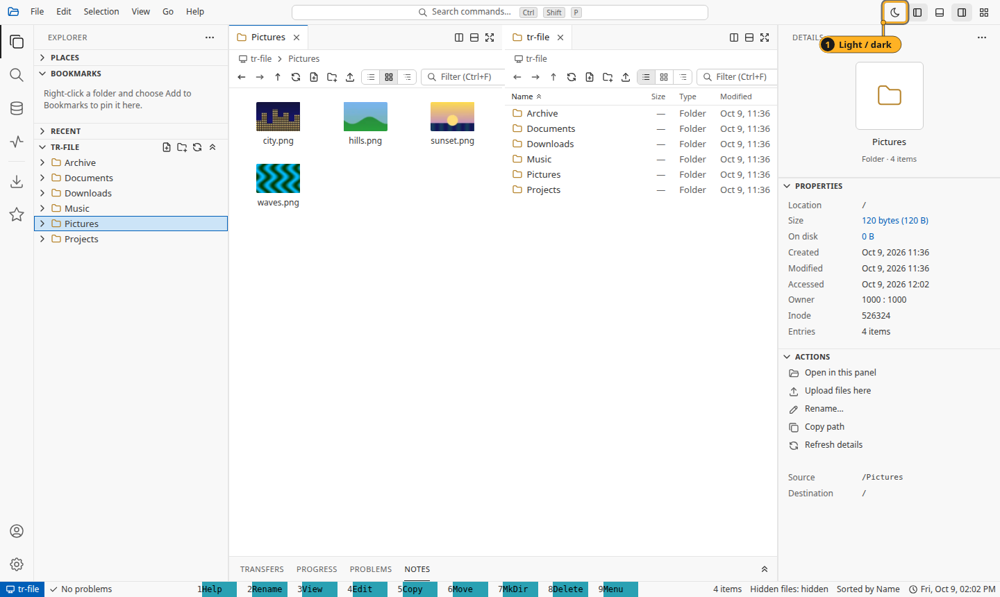 File Edit Selection View Go Help
Search commands... Ctrl Shift P
EXPLORER
PLACES
BOOKMARKS
Right-click a folder and choose Add to
Bookmarks to pin it here.
RECENT
TR-FILE
Archive
Documents
Downloads
Music
Pictures
Projects
Pictures
tr-file > Pictures
Filter (Ctrl+F)
city.png
hills.png
sunset.png
waves.png
tr-file
tr-file
Filter (Ctrl+F)
Name Size Type Modified
Archive — Folder Oct 9, 11:36
Documents — Folder Oct 9, 11:36
Downloads — Folder Oct 9, 11:36
Music — Folder Oct 9, 11:36
Pictures — Folder Oct 9, 11:36
Projects — Folder Oct 9, 11:36
DETAILS
1 Light / dark
Pictures
Folder · 4 items
PROPERTIES
Location /
Size 120 bytes (120 B)
On disk 0 B
Created Oct 9, 2026 11:36
Modified Oct 9, 2026 11:36
Accessed Oct 9, 2026 12:02
Owner 1000 : 1000
Inode 526324
Entries 4 items
ACTIONS
Open in this panel
Upload files here
Rename...
Copy path
Refresh details
Source /Pictures
Destination /
TRANSFERS PROGRESS PROBLEMS NOTES
tr-file No problems 1Help 2Rename 3View 4Edit 5Copy 6Move 7MkDir 8Delete 9Menu 4 items Hidden files: hidden Sorted by Name Fri, Oct 9, 02:02 PM